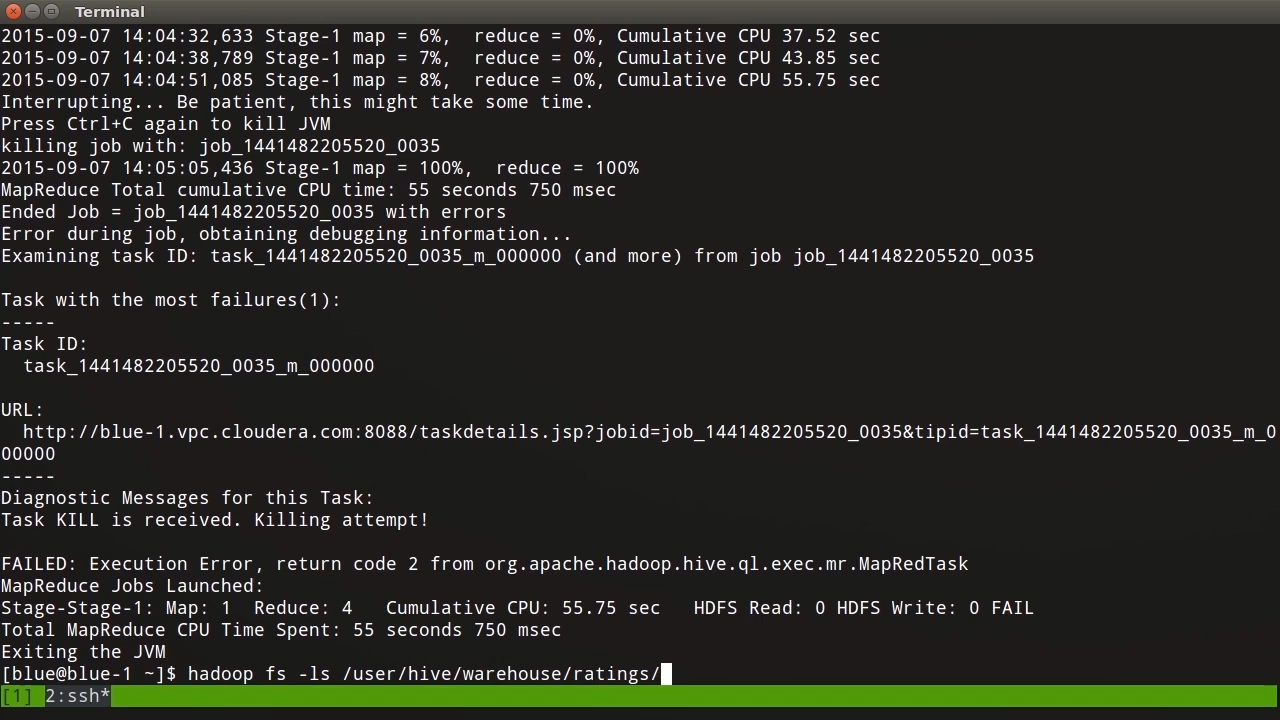 Terminal
2015-09-07 14:04:32,633 Stage-1 map = 6%,  reduce = 0%, Cumulative CPU 37.52 sec
2015-09-07 14:04:38,789 Stage-1 map = 7%,  reduce = 0%, Cumulative CPU 43.85 sec
2015-09-07 14:04:51,085 Stage-1 map = 8%,  reduce = 0%, Cumulative CPU 55.75 sec
Interrupting... Be patient, this might take some time.
Press Ctrl+C again to kill JVM
killing job with: job_1441482205520_0035
2015-09-07 14:05:05,436 Stage-1 map = 100%,  reduce = 100%
MapReduce Total cumulative CPU time: 55 seconds 750 msec
Ended Job = job_1441482205520_0035 with errors
Error during job, obtaining debugging information...
Examining task ID: task_1441482205520_0035_m_000000 (and more) from job job_1441482205520_0035
Task with the most failures(1):
-----
Task ID:
  task_1441482205520_0035_m_000000
URL:
  http://blue-1.vpc.cloudera.com:8088/taskdetails.jsp?jobid=job_1441482205520_0035&tipid=task_1441482205520_0035_m_0
00000
-----
Diagnostic Messages for this Task:
Task KILL is received. Killing attempt!
FAILED: Execution Error, return code 2 from org.apache.hadoop.hive.ql.exec.mr.MapRedTask
MapReduce Jobs Launched:
Stage-Stage-1: Map: 1  Reduce: 4   Cumulative CPU: 55.75 sec   HDFS Read: 0 HDFS Write: 0 FAIL
Total MapReduce CPU Time Spent: 55 seconds 750 msec
Exiting the JVM
[blue@blue-1 ~]$ hadoop fs -ls /user/hive/warehouse/ratings/
[1] 2:ssh*